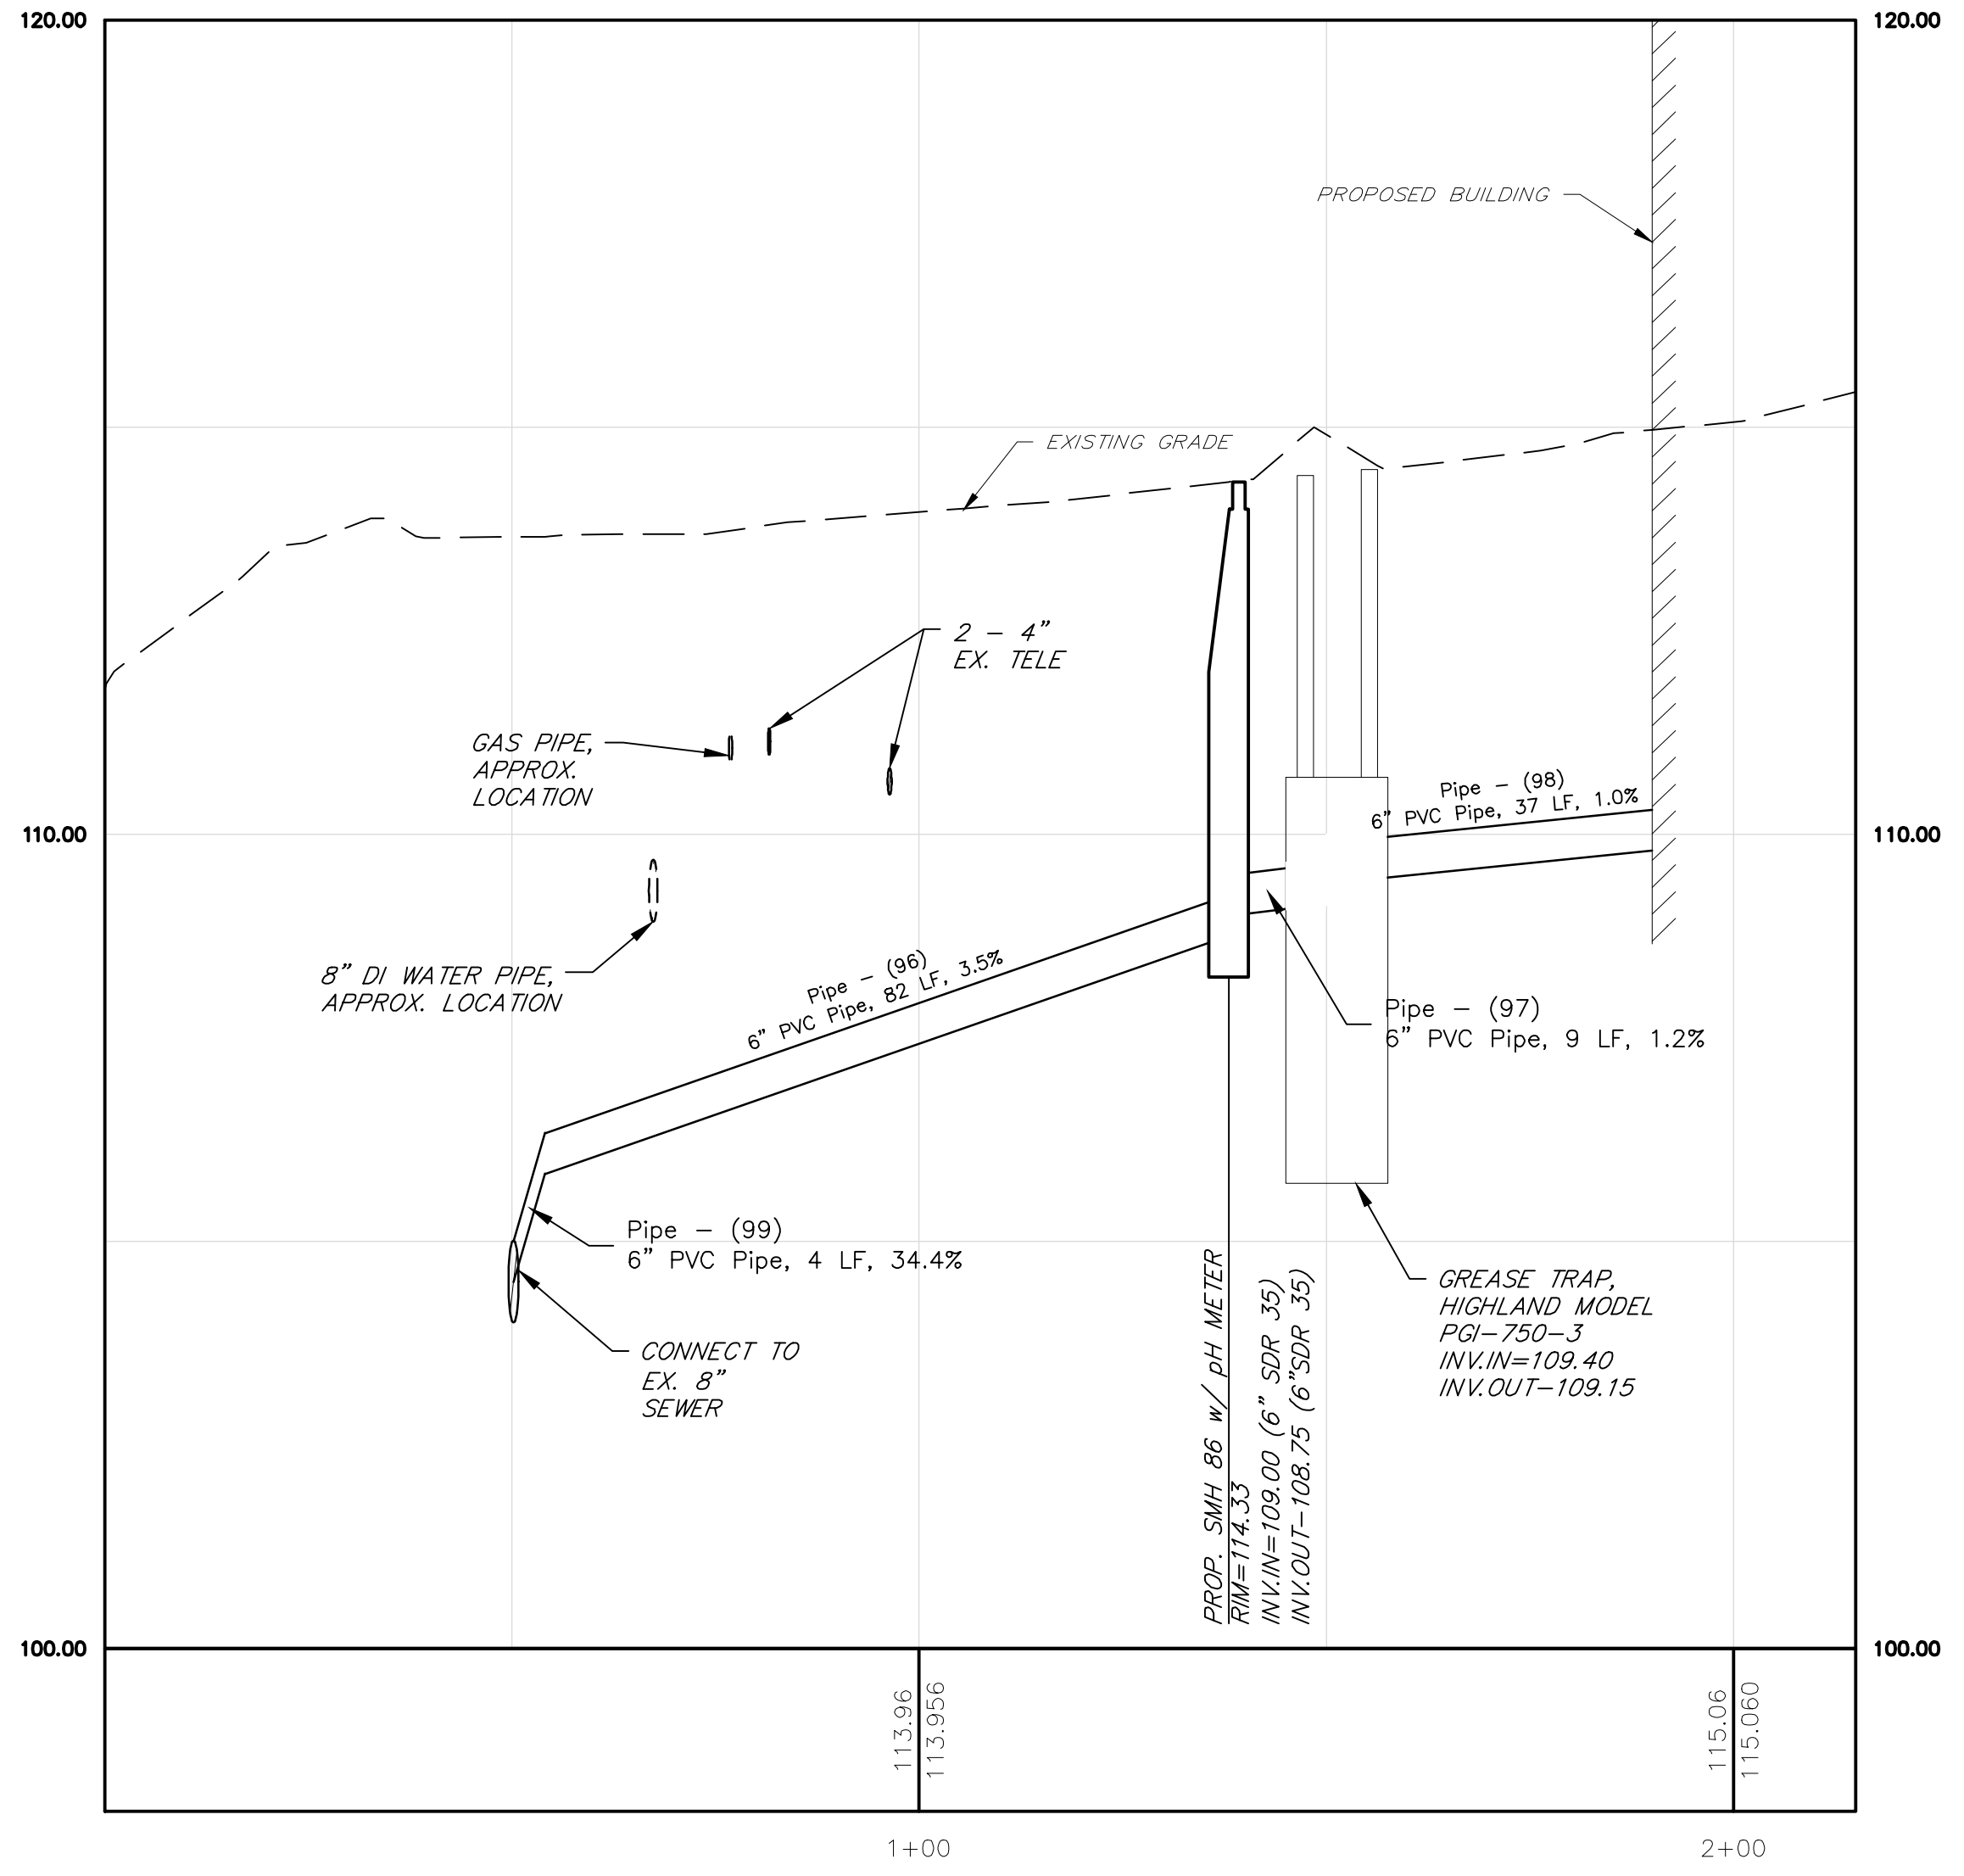 120.00
120.00
PROPOSED BUILDING
EXISTING GRADE
2 - 4"
EX. TELE
GAS PIPE,
APPROX.
LOCATION
Pipe - (98)
6" PVC Pipe, 37 LF, 1.0%
110.00
110.00
8" DI WATER PIPE,
APPROX. LOCATION
Pipe - (96)
6" PVC Pipe, 82 LF, 3.5%
Pipe - (97)
6" PVC Pipe, 9 LF, 1.2%
Pipe - (99)
6" PVC Pipe, 4 LF, 34.4%
CONNECT TO
EX. 8"
SEWER
PROP. SMH 86 w/ pH METER
RIM=114.33
INV.IN=109.00 (6" SDR 35)
INV.OUT-108.75 (6"SDR 35)
GREASE TRAP,
HIGHLAND MODEL
PGI-750-3
INV.IN=109.40
INV.OUT-109.15
100.00
100.00
113.96
113.956
115.06
115.060
1+00
2+00